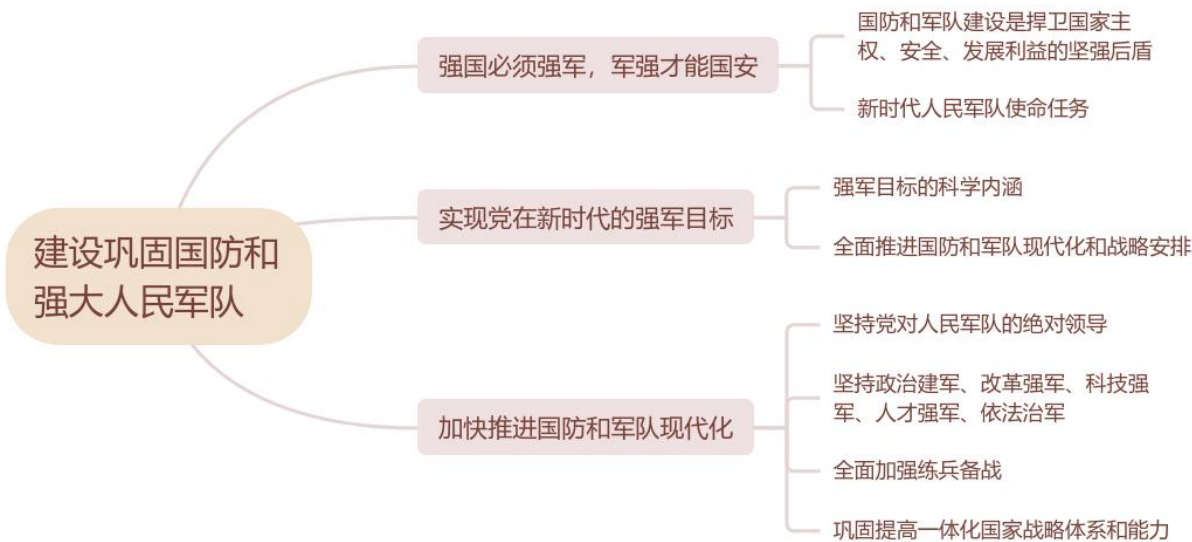 建设巩固国防和
强大人民军队
强国必须强军，军强才能国安
国防和军队建设是捍卫国家主
权、安全、发展利益的坚强后盾
新时代人民军队使命任务
实现党在新时代的强军目标
强军目标的科学内涵
全面推进国防和军队现代化和战略安排
加快推进国防和军队现代化
坚持党对人民军队的绝对领导
坚持政治建军、改革强军、科技强
军、人才强军、依法治军
全面加强练兵备战
巩固提高一体化国家战略体系和能力